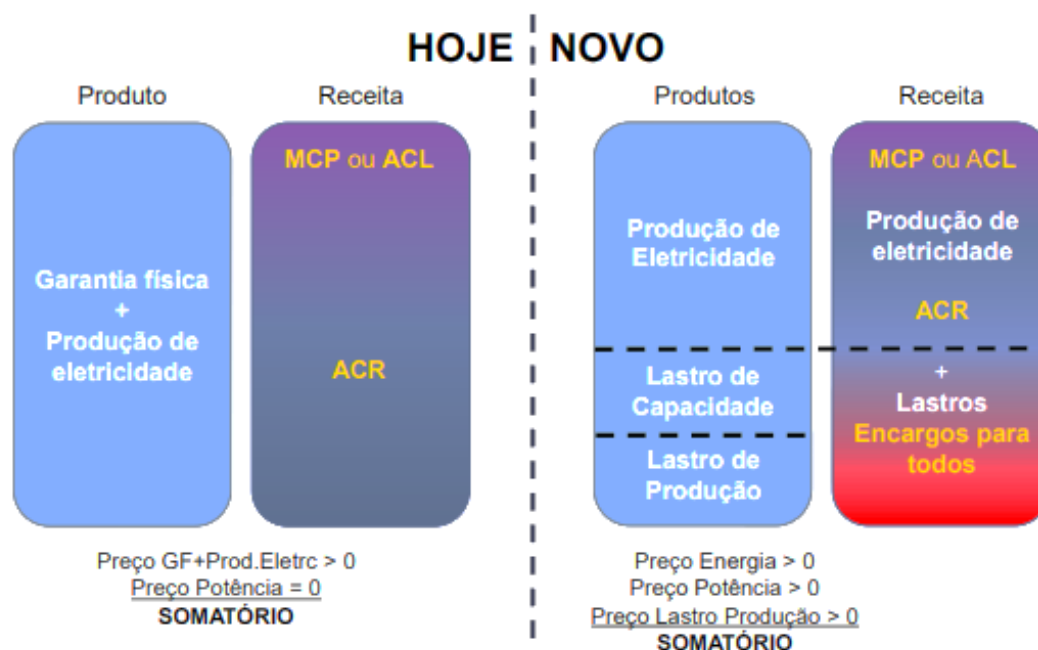 HOJE
NOVO
Produto
Receita
Garantia física
+
Produção de
eletricidade
MCP ou ACL
ACR
Preço GF+Prod.Eletrc > 0
Preço Potência = 0
SOMATÓRIO
Produtos
Receita
Produção de
Eletricidade
Lastro de
Capacidade
Lastro de
Produção
MCP ou ACL
Produção de
eletricidade
ACR
+
Lastros
Encargos para
todos
Preço Energia > 0
Preço Potência > 0
Preço Lastro Produção > 0
SOMATÓRIO